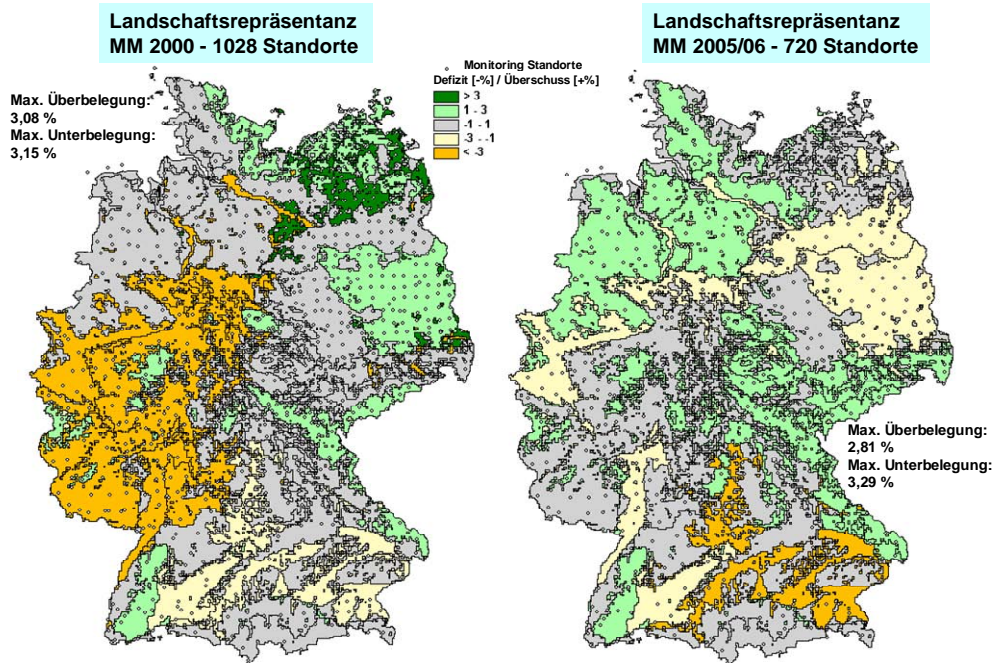 Landschaftsrepräsentanz
MM 2000 - 1028 Standorte
Landschaftsrepräsentanz
MM 2005/06 - 720 Standorte
Monitoring Standorte
Defizit [-%] / Überschuss [+%]
> 3
1 - 3
-1 - 1
-3 - -1
< -3
Max. Überbelegung:
3,08 %
Max. Unterbelegung:
3,15 %
Max. Überbelegung:
2,81 %
Max. Unterbelegung:
3,29 %